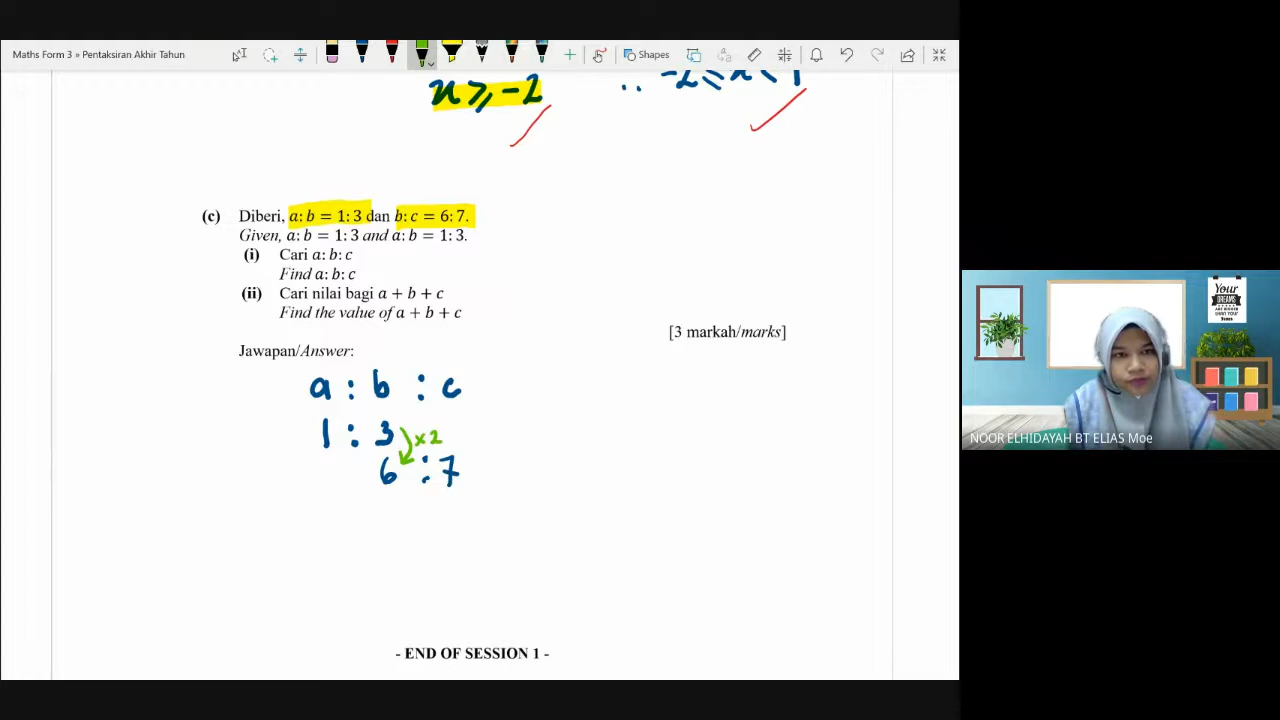 Maths Form 3 » Pentaksiran Akhir Tahun
Shapes
x ⩾ -2
(c) Diberi, a: b = 1: 3 dan b: c = 6: 7.
Given, a: b = 1: 3 and a: b = 1: 3.
(i) Cari a: b: c
Find a: b: c
(ii) Cari nilai bagi a + b + c
Find the value of a + b + c
[3 markah/marks]
Jawapan/Answer:
a : b : c
1 : 3
×2
6 : 7
- END OF SESSION 1 -
Your
DREAMS
NOOR ELHIDAYAH BT ELIAS Moe